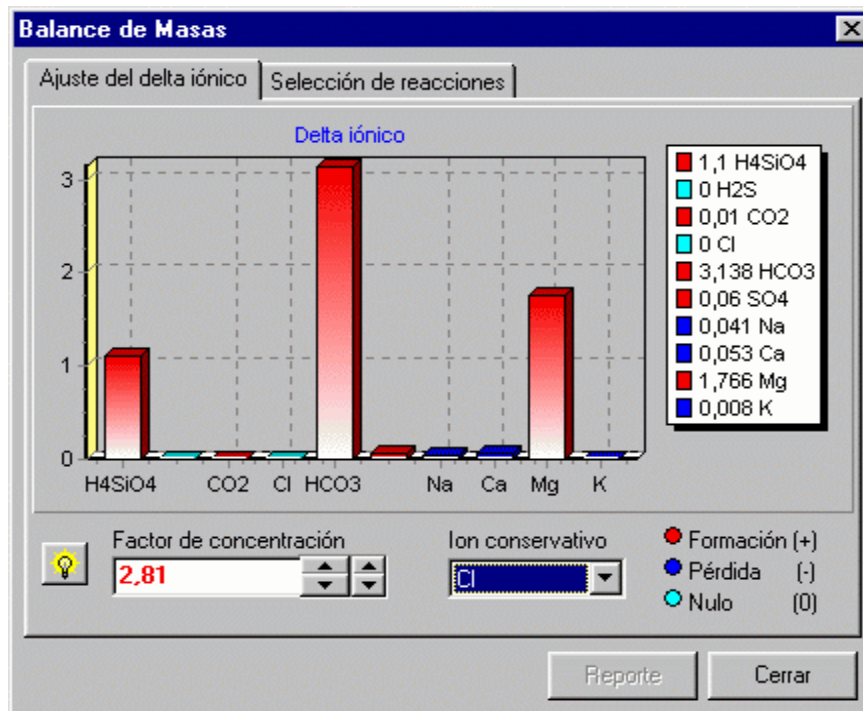 Balance de Masas
Ajuste del delta iónico
Selección de reacciones
Delta iónico
3
2
1
0
H4SiO4 CO2 Cl HCO3 Na Ca Mg K
1,1 H4SiO4
0 H2S
0,01 CO2
0 Cl
3,138 HCO3
0,06 SO4
0,041 Na
0,053 Ca
1,766 Mg
0,008 K
Factor de concentración
2,81
Ion conservativo
Cl
Formación (+)
Pérdida (-)
Nulo (0)
Reporte
Cerrar